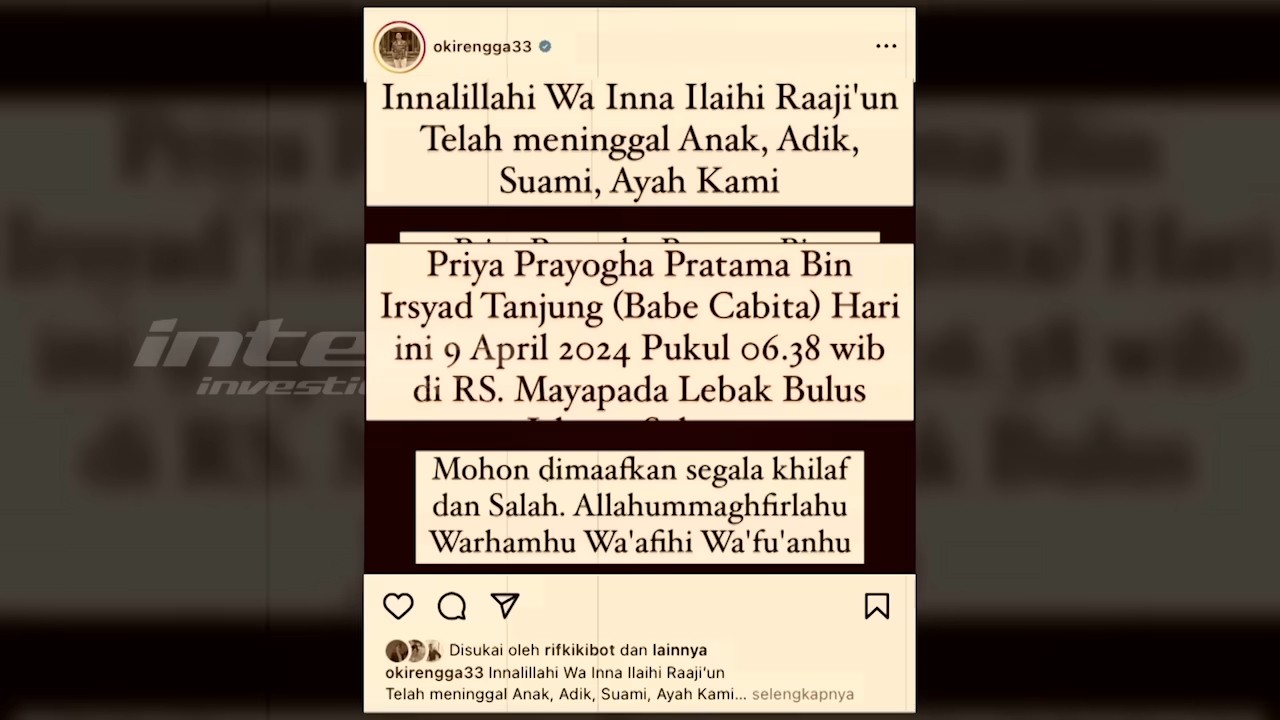 okirengga33
Innalillahi Wa Inna Ilaihi Raaji'un
Telah meninggal Anak, Adik,
Suami, Ayah Kami
Priya Prayogha Pratama Bin
Irsyad Tanjung (Babe Cabita) Hari
ini 9 April 2024 Pukul 06.38 wib
di RS. Mayapada Lebak Bulus
Mohon dimaafkan segala khilaf
dan Salah. Allahummaghfirlahu
Warhamhu Wa'afihi Wa'fu'anhu
Disukai oleh rifkikibot dan lainnya
okirengga33 Innalillahi Wa Inna Ilaihi Raaji'un
Telah meninggal Anak, Adik, Suami, Ayah Kami... selengkapnya